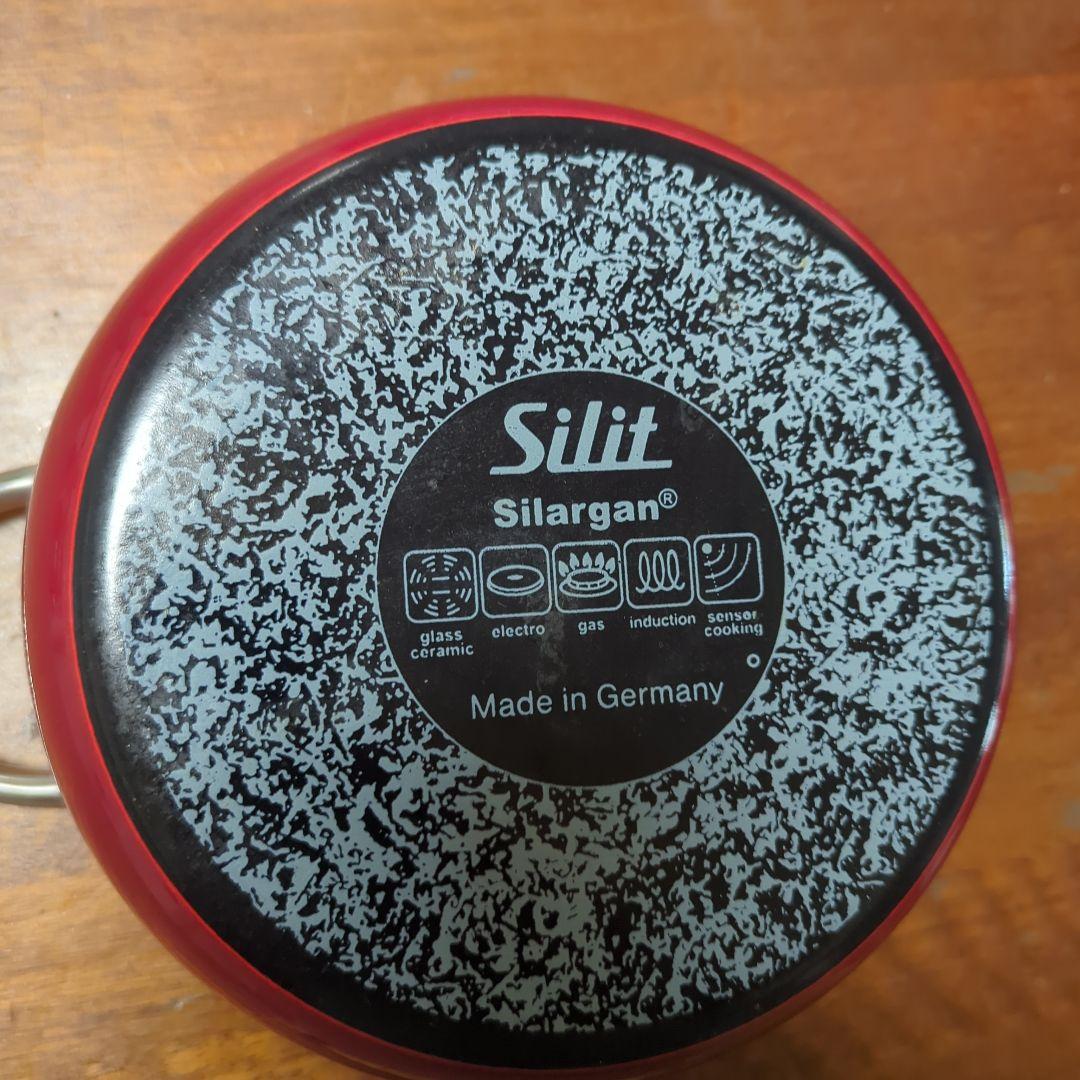 Silit
Silargan®
glass ceramic
electro
gas
induction
sensor cooking
Made in Germany